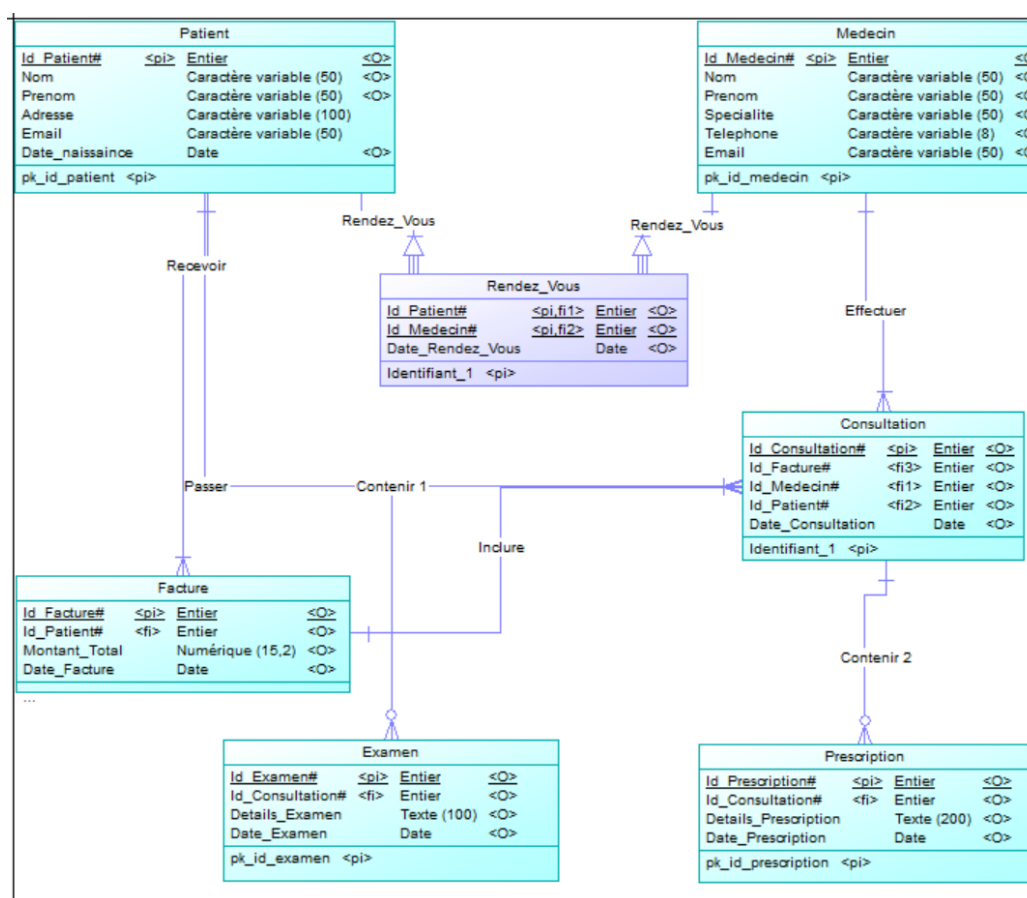 Patient
Id_Patient# <pi> Entier <O>
Nom Caractère variable (50) <O>
Prenom Caractère variable (50) <O>
Adresse Caractère variable (100)
Email Caractère variable (50)
Date_naissaince Date <O>
pk_id_patient <pi>
Medecin
Id_Medecin# <pi> Entier
Nom Caractère variable (50)
Prenom Caractère variable (50)
Specialite Caractère variable (50)
Telephone Caractère variable (8)
Email Caractère variable (50)
pk_id_medecin <pi>
Rendez_Vous
Rendez_Vous
Recevoir
Rendez_Vous
Id_Patient# <pi,fi1> Entier <O>
Id_Medecin# <pi,fi2> Entier <O>
Date_Rendez_Vous Date <O>
Identifiant_1 <pi>
Effectuer
Consultation
Id_Consultation# <pi> Entier <O>
Id_Facture# <fi3> Entier <O>
Id_Medecin# <fi1> Entier <O>
Id_Patient# <fi2> Entier <O>
Date_Consultation Date <O>
Identifiant_1 <pi>
Passer
Contenir 1
Inclure
Facture
Id_Facture# <pi> Entier <O>
Id_Patient# <fi> Entier <O>
Montant_Total Numérique (15,2) <O>
Date_Facture Date <O>
...
Contenir 2
Examen
Id_Examen# <pi> Entier <O>
Id_Consultation# <fi> Entier <O>
Details_Examen Texte (100) <O>
Date_Examen Date <O>
pk_id_examen <pi>
Prescription
Id_Prescription# <pi> Entier <O>
Id_Consultation# <fi> Entier <O>
Details_Prescription Texte (200) <O>
Date_Prescription Date <O>
pk_id_prescription <pi>